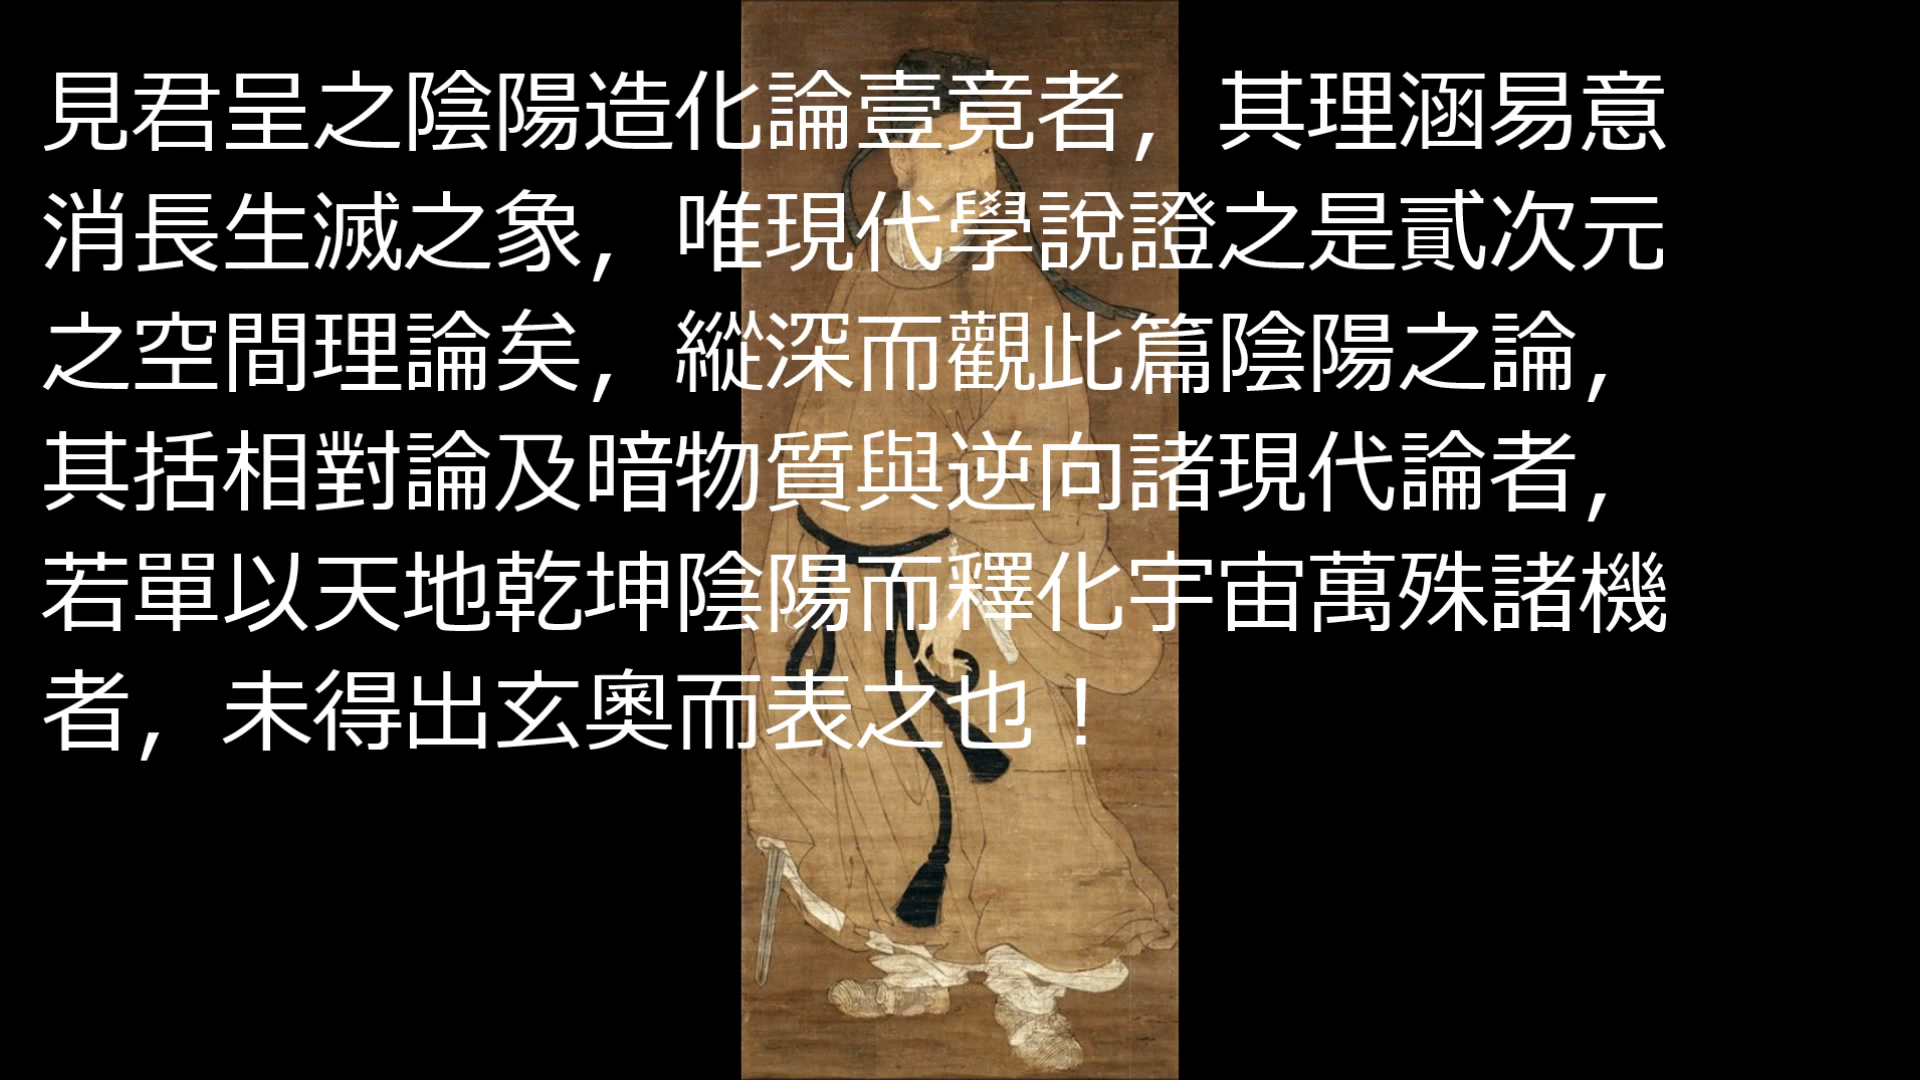 見君呈之陰陽造化論壹竟者，其理涵易意
消長生滅之象，唯現代學說證之是貳次元
之空間理論矣，縱深而觀此篇陰陽之論，
其括相對論及暗物質與逆向諸現代論者，
若單以天地乾坤陰陽而釋化宇宙萬殊諸機
者，未得出玄奧而表之也！